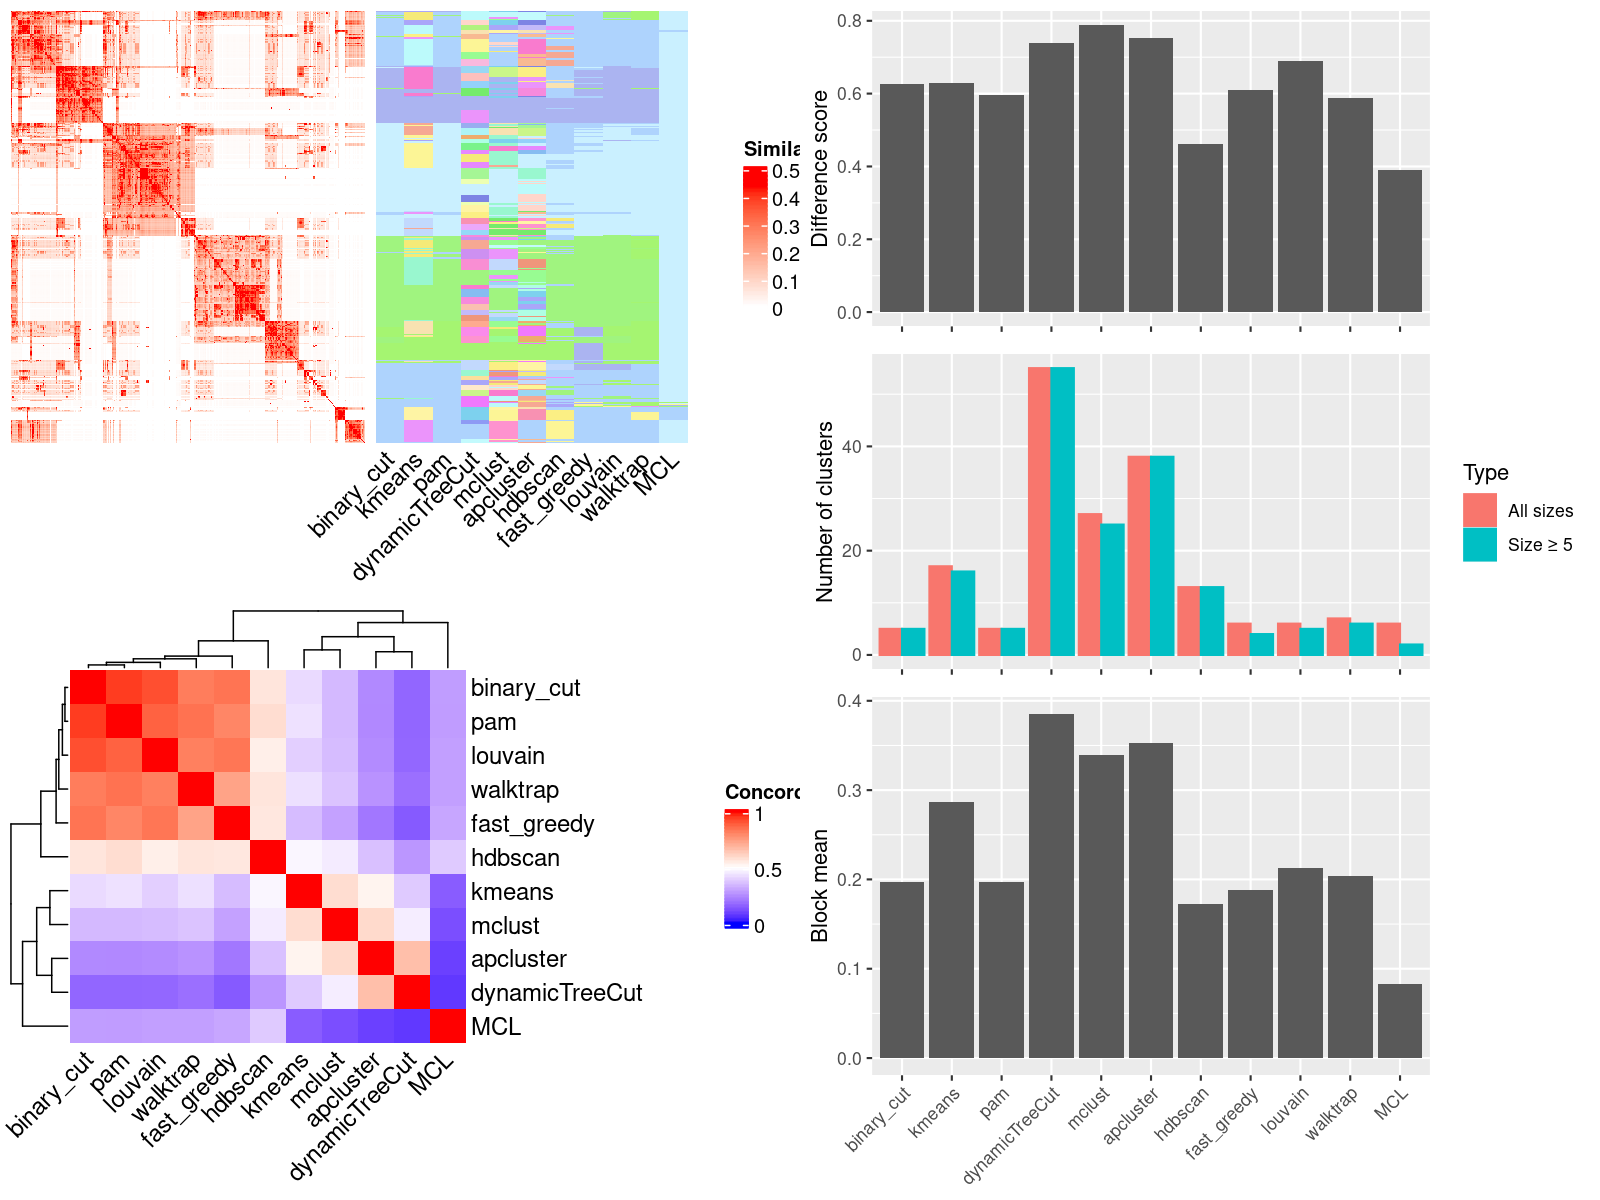 Simila
0.5
0.4
0.3
0.2
0.1
0
binary_cut
kmeans
pam
dynamicTreeCut
mclust
apcluster
hdbscan
fast_greedy
louvain
walktrap
MCL
Difference score
0.8
0.6
0.4
0.2
0.0
Number of clusters
40
20
0
Type
All sizes
Size ≥ 5
binary_cut
pam
louvain
walktrap
fast_greedy
hdbscan
kmeans
mclust
apcluster
dynamicTreeCut
MCL
binary_cut
pam
louvain
walktrap
fast_greedy
hdbscan
kmeans
mclust
apcluster
dynamicTreeCut
MCL
Concord
1
0.5
0
Block mean
0.4
0.3
0.2
0.1
0.0
binary_cut
kmeans
pam
dynamicTreeCut
mclust
apcluster
hdbscan
fast_greedy
louvain
walktrap
MCL